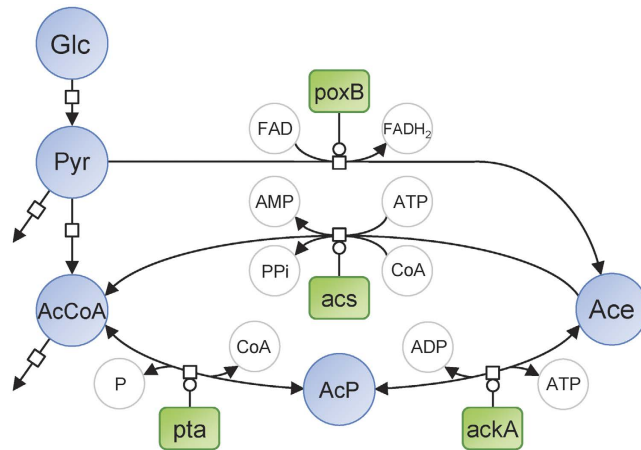 Glc
poxB
FAD
FADH₂
Pyr
AMP
ATP
PPi
acs
CoA
AcCoA
Ace
P
CoA
ADP
ATP
AcP
pta
ackA